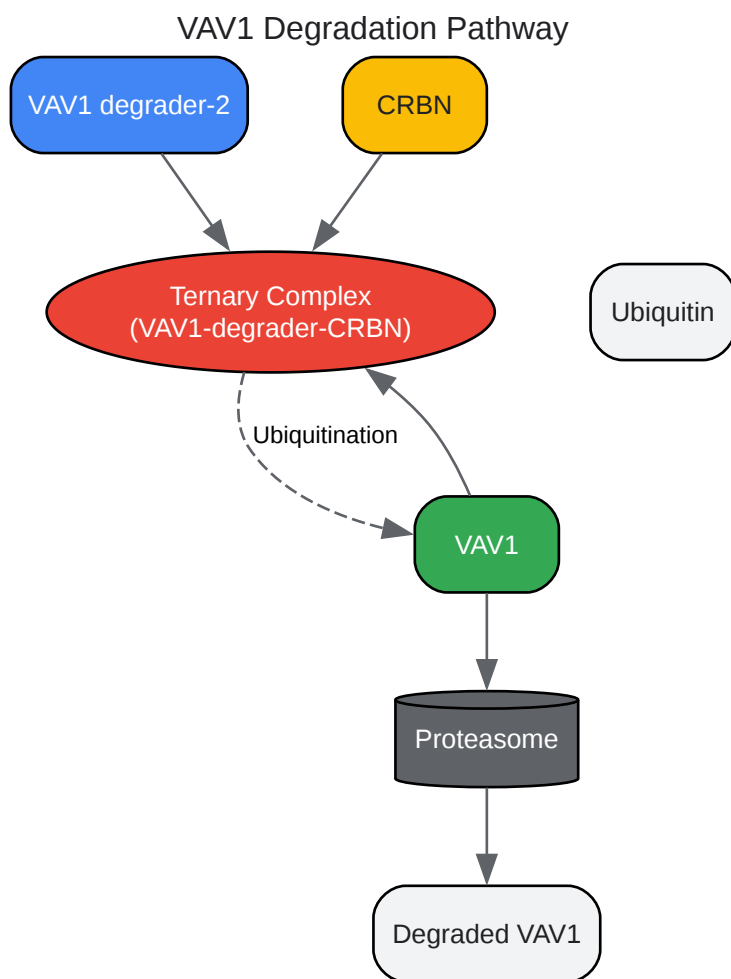 VAV1 Degradation Pathway
VAV1 degrader-2
CRBN
Ternary Complex
(VAV1-degrader-CRBN)
Ubiquitin
Ubiquitination
VAV1
Proteasome
Degraded VAV1